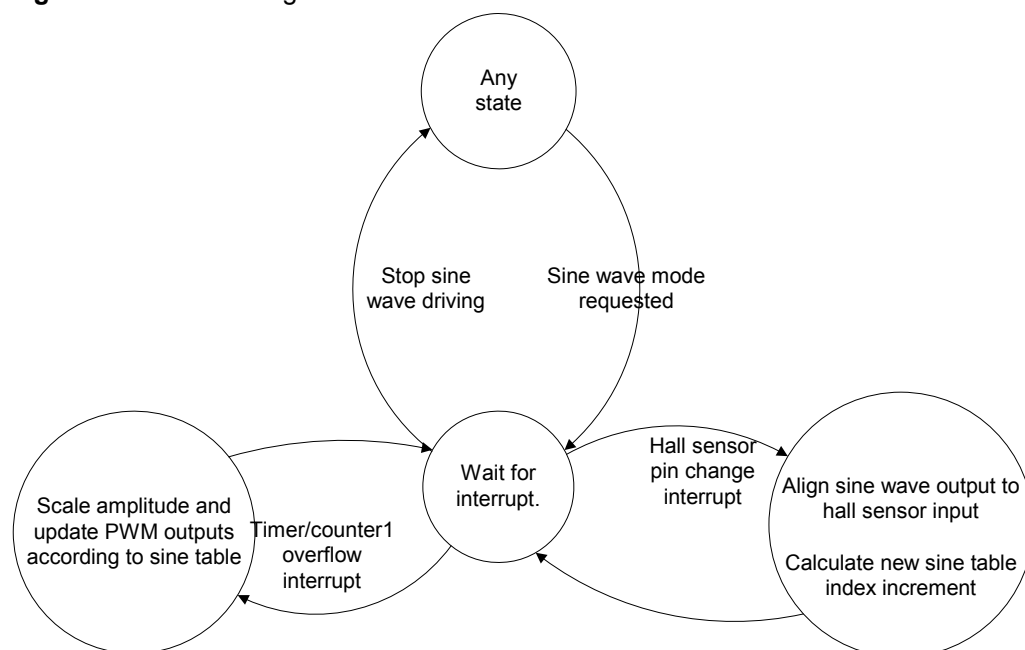 Any
state
Stop sine
wave driving
Sine wave mode
requested
Wait for
interrupt.
Hall sensor
pin change
interrupt
Scale amplitude and
update PWM outputs
according to sine table
Timer/counter1
overflow
interrupt
Align sine wave output to
hall sensor input
Calculate new sine table
index increment